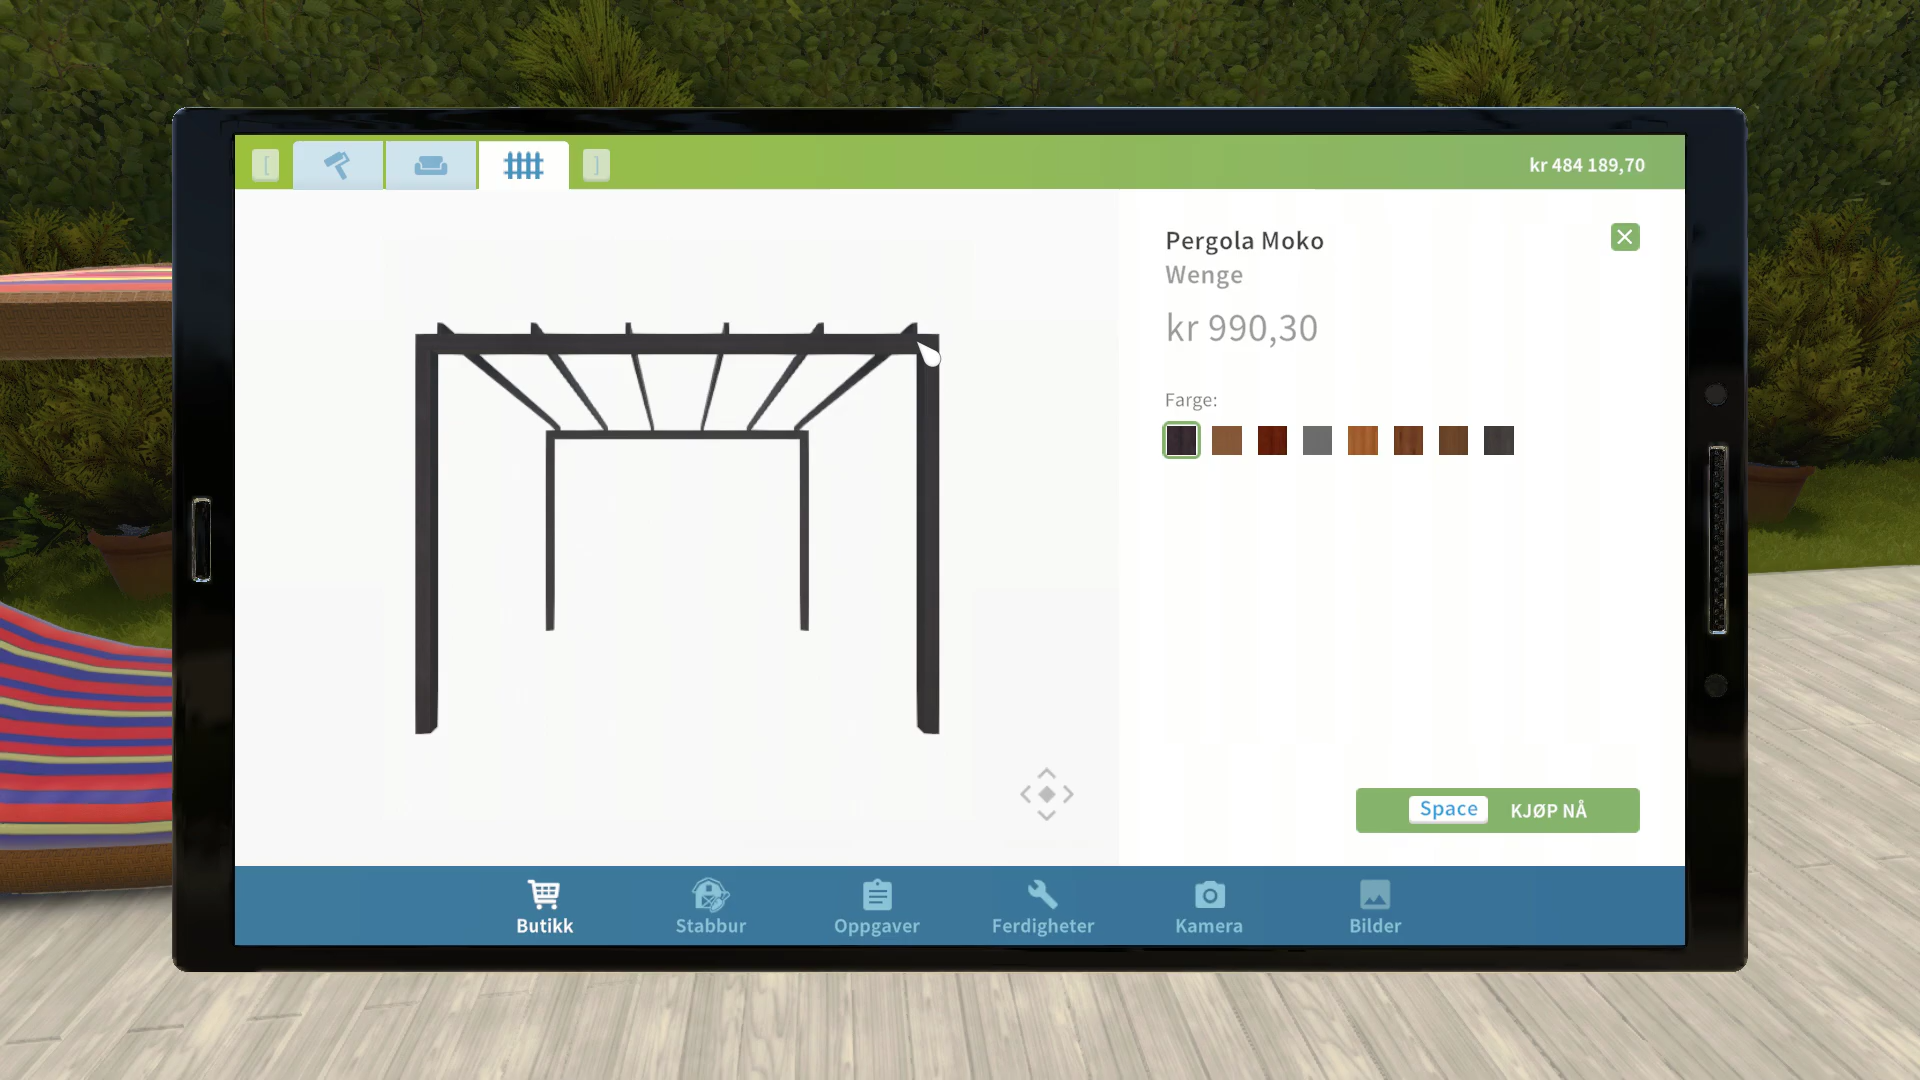 [
]
kr 484 189,70
Pergola Moko
Wenge
kr 990,30
Farge:
Space KJØP NÅ
Butikk
Stabbur
Oppgaver
Ferdigheter
Kamera
Bilder